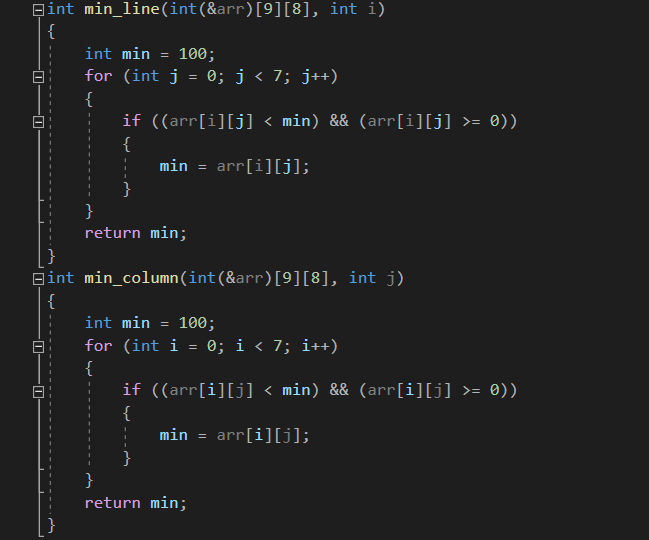 int min_line(int(&arr)[9][8], int i)
{
    int min = 100;
    for (int j = 0; j < 7; j++)
    {
        if ((arr[i][j] < min) && (arr[i][j] >= 0))
        {
            min = arr[i][j];
        }
    }
    return min;
}
int min_column(int(&arr)[9][8], int j)
{
    int min = 100;
    for (int i = 0; i < 7; i++)
    {
        if ((arr[i][j] < min) && (arr[i][j] >= 0))
        {
            min = arr[i][j];
        }
    }
    return min;
}